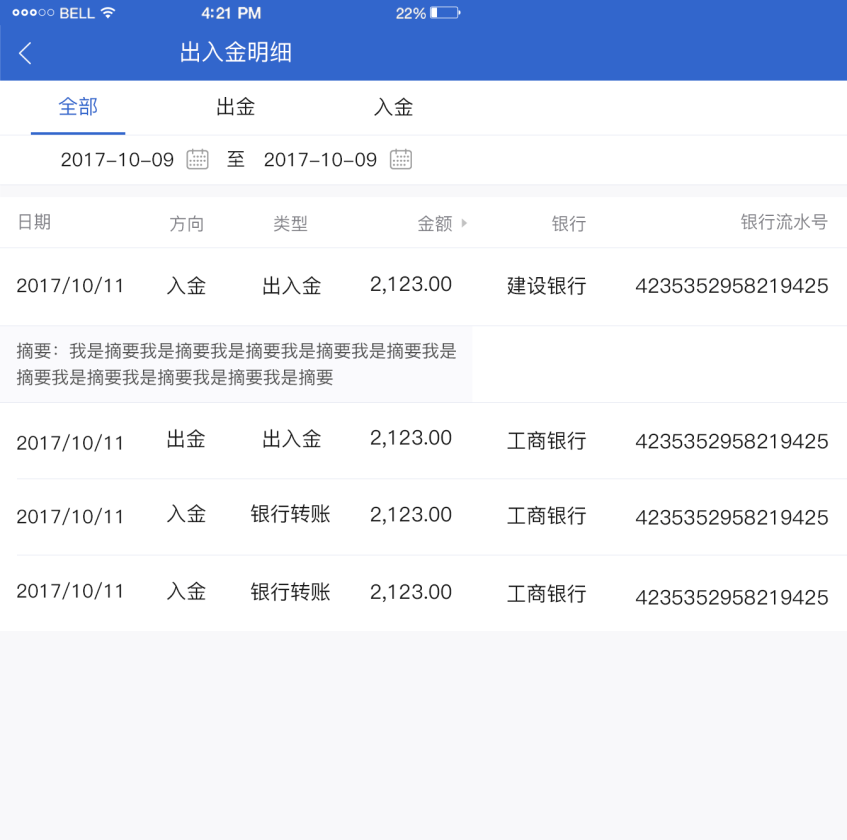 BELL 4:21 PM 22%
出入金明细
全部 出金 入金
2017-10-09 至 2017-10-09
日期 方向 类型 金额 银行 银行流水号
2017/10/11 入金 出入金 2,123.00 建设银行 4235352958219425
摘要：我是摘要我是摘要我是摘要我是摘要我是摘要我是
摘要我是摘要我是摘要我是摘要我是摘要
2017/10/11 出金 出入金 2,123.00 工商银行 4235352958219425
2017/10/11 入金 银行转账 2,123.00 工商银行 4235352958219425
2017/10/11 入金 银行转账 2,123.00 工商银行 4235352958219425